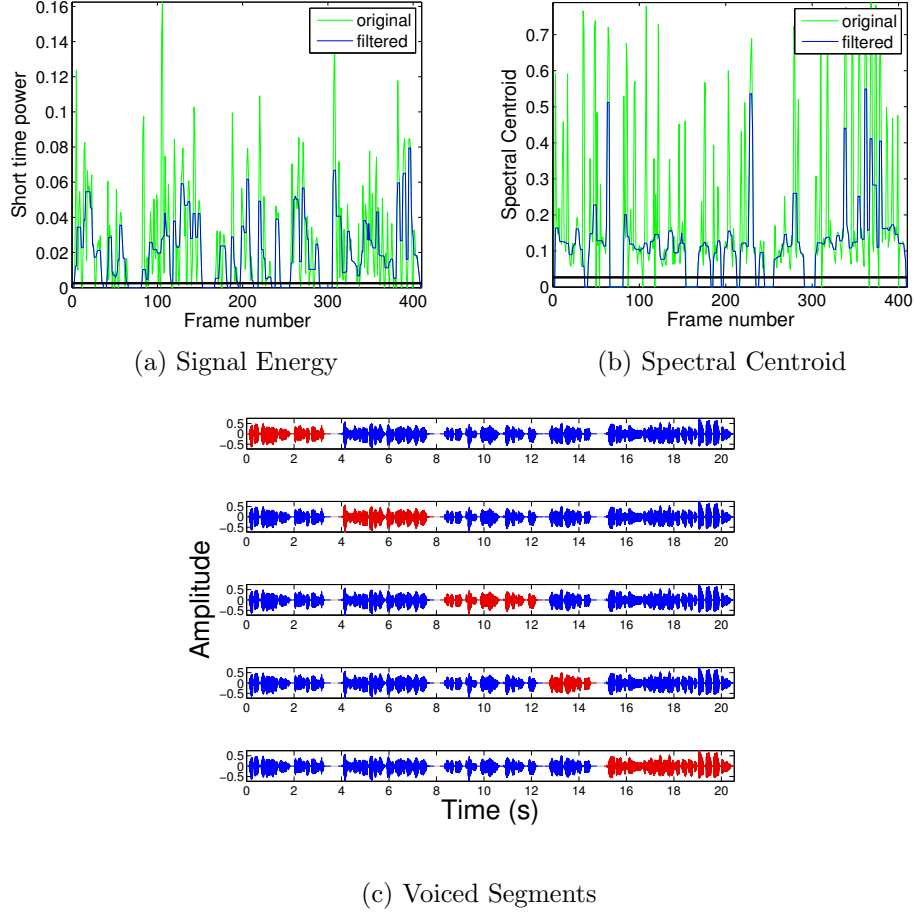 original
filtered
0.16
0.14
0.12
0.1
0.08
0.06
0.04
0.02
0
Short time power
0 100 200 300 400
Frame number
(a) Signal Energy
original
filtered
0.7
0.6
0.5
0.4
0.3
0.2
0.1
0
Spectral Centroid
0 100 200 300 400
Frame number
(b) Spectral Centroid
Amplitude
0.5
0
−0.5
0 2 4 6 8 10 12 14 16 18 20
0.5
0
−0.5
0 2 4 6 8 10 12 14 16 18 20
0.5
0
−0.5
0 2 4 6 8 10 12 14 16 18 20
0.5
0
−0.5
0 2 4 6 8 10 12 14 16 18 20
0.5
0
−0.5
0 2 4 6 8 10 12 14 16 18 20
Time (s)
(c) Voiced Segments